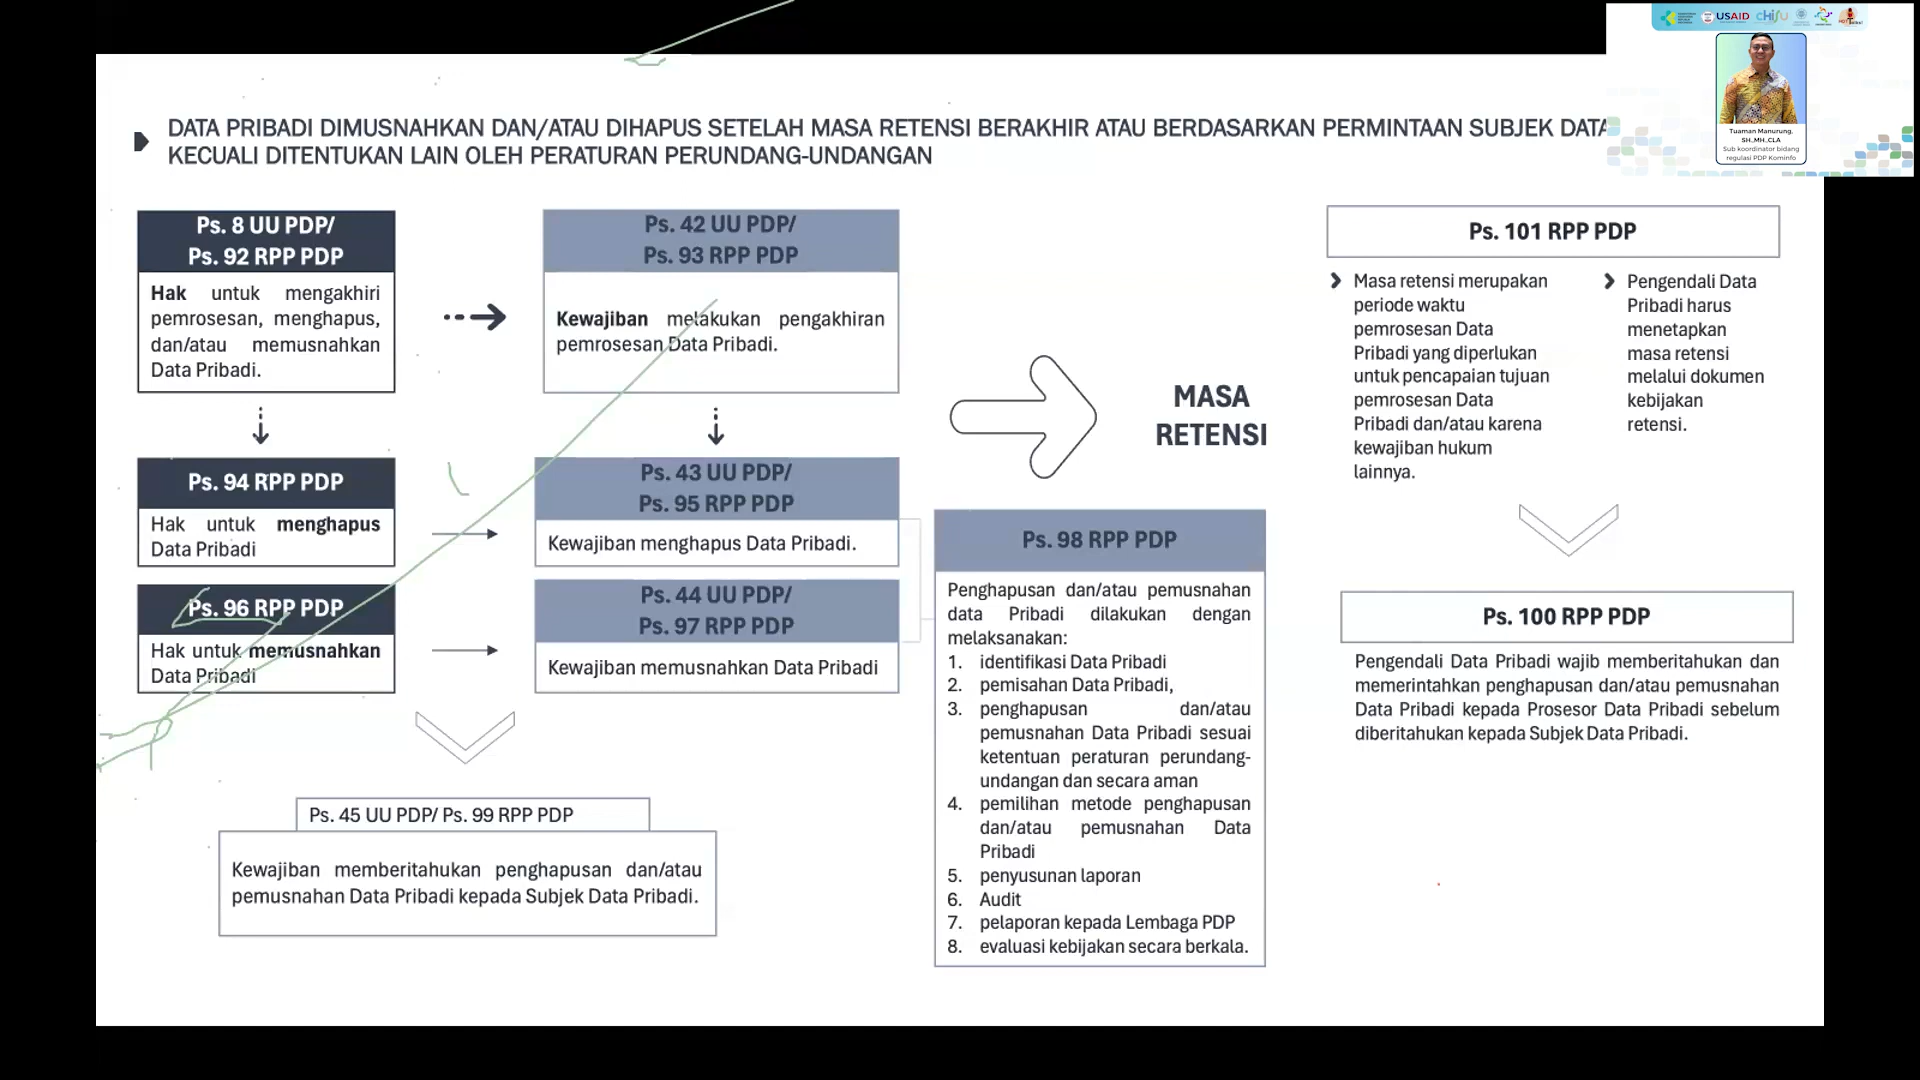 USAID
DATA PRIBADI DIMUSNAHKAN DAN/ATAU DIHAPUS SETELAH MASA RETENSI BERAKHIR ATAU BERDASARKAN PERMINTAAN SUBJEK DATA
KECUALI DITENTUKAN LAIN OLEH PERATURAN PERUNDANG-UNDANGAN
Tuaman Manurung,
SH.,MH.,CLA
Sub koordinator bidang
regulasi PDP Kominfo
Ps. 8 UU PDP/
Ps. 92 RPP PDP
Hak untuk mengakhiri
pemrosesan, menghapus,
dan/atau memusnahkan
Data Pribadi.
Ps. 42 UU PDP/
Ps. 93 RPP PDP
Kewajiban melakukan pengakhiran
pemrosesan Data Pribadi.
Ps. 94 RPP PDP
Hak untuk menghapus
Data Pribadi
Ps. 43 UU PDP/
Ps. 95 RPP PDP
Kewajiban menghapus Data Pribadi.
Ps. 96 RPP PDP
Hak untuk memusnahkan
Data Pribadi
Ps. 44 UU PDP/
Ps. 97 RPP PDP
Kewajiban memusnahkan Data Pribadi
Ps. 45 UU PDP/ Ps. 99 RPP PDP
Kewajiban memberitahukan penghapusan dan/atau
pemusnahan Data Pribadi kepada Subjek Data Pribadi.
MASA
RETENSI
Ps. 98 RPP PDP
Penghapusan dan/atau pemusnahan
data Pribadi dilakukan dengan
melaksanakan:
1. identifikasi Data Pribadi
2. pemisahan Data Pribadi,
3. penghapusan dan/atau
pemusnahan Data Pribadi sesuai
ketentuan peraturan perundang-
undangan dan secara aman
4. pemilihan metode penghapusan
dan/atau pemusnahan Data
Pribadi
5. penyusunan laporan
6. Audit
7. pelaporan kepada Lembaga PDP
8. evaluasi kebijakan secara berkala.
Ps. 101 RPP PDP
Masa retensi merupakan
periode waktu
pemrosesan Data
Pribadi yang diperlukan
untuk pencapaian tujuan
pemrosesan Data
Pribadi dan/atau karena
kewajiban hukum
lainnya.
Pengendali Data
Pribadi harus
menetapkan
masa retensi
melalui dokumen
kebijakan
retensi.
Ps. 100 RPP PDP
Pengendali Data Pribadi wajib memberitahukan dan
memerintahkan penghapusan dan/atau pemusnahan
Data Pribadi kepada Prosesor Data Pribadi sebelum
diberitahukan kepada Subjek Data Pribadi.